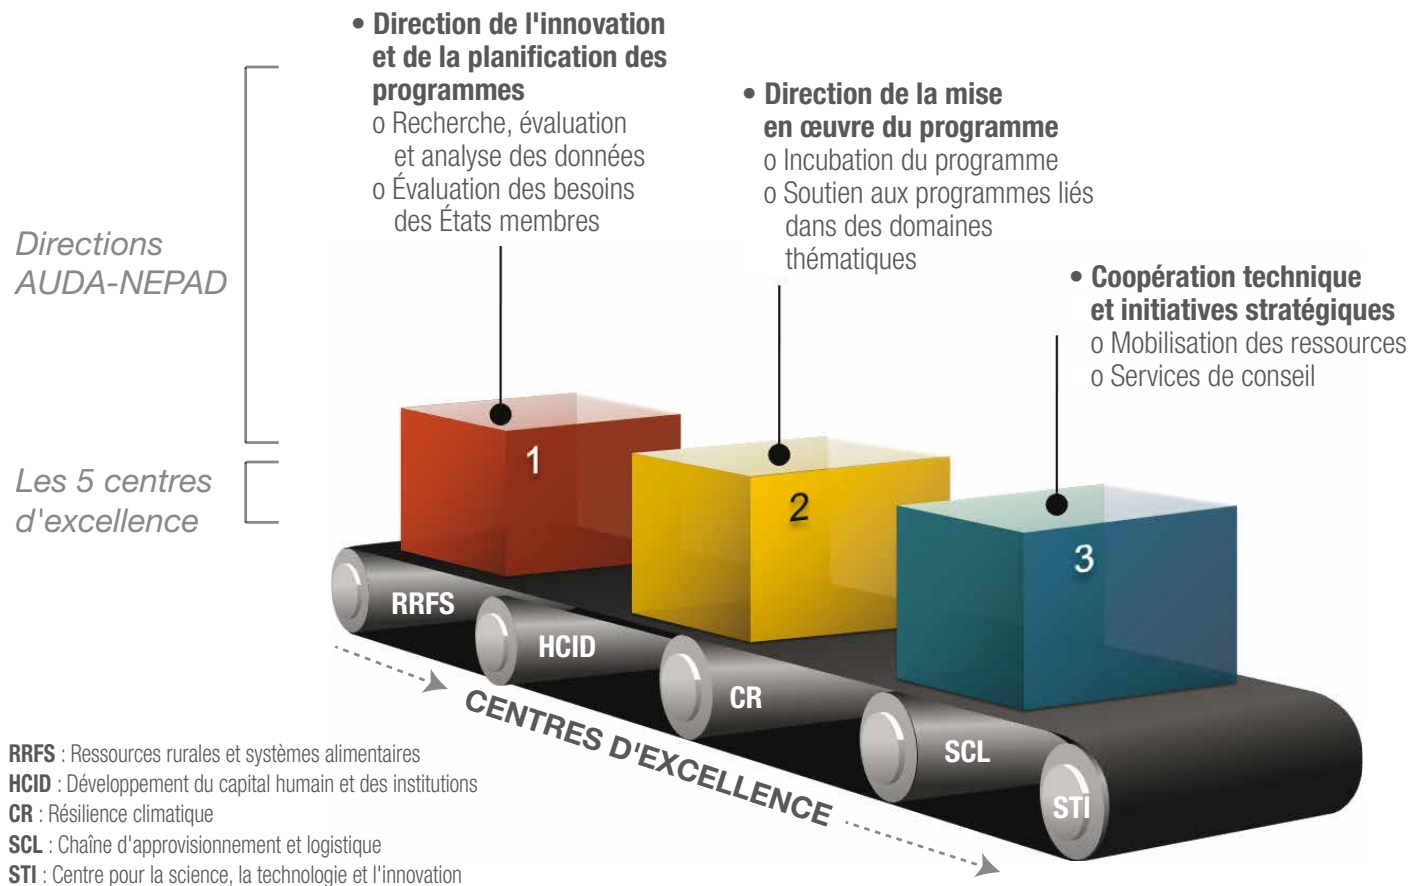 • Direction de l'innovation
et de la planification des
programmes
o Recherche, évaluation
et analyse des données
o Évaluation des besoins
des États membres
• Direction de la mise
en œuvre du programme
o Incubation du programme
o Soutien aux programmes liés
dans des domaines
thématiques
• Coopération technique
et initiatives stratégiques
o Mobilisation des ressources
o Services de conseil
Directions
AUDA-NEPAD
Les 5 centres
d'excellence
1
2
3
RRFS
HCID
CR
SCL
STI
CENTRES D'EXCELLENCE
RRFS : Ressources rurales et systèmes alimentaires
HCID : Développement du capital humain et des institutions
CR : Résilience climatique
SCL : Chaîne d'approvisionnement et logistique
STI : Centre pour la science, la technologie et l'innovation